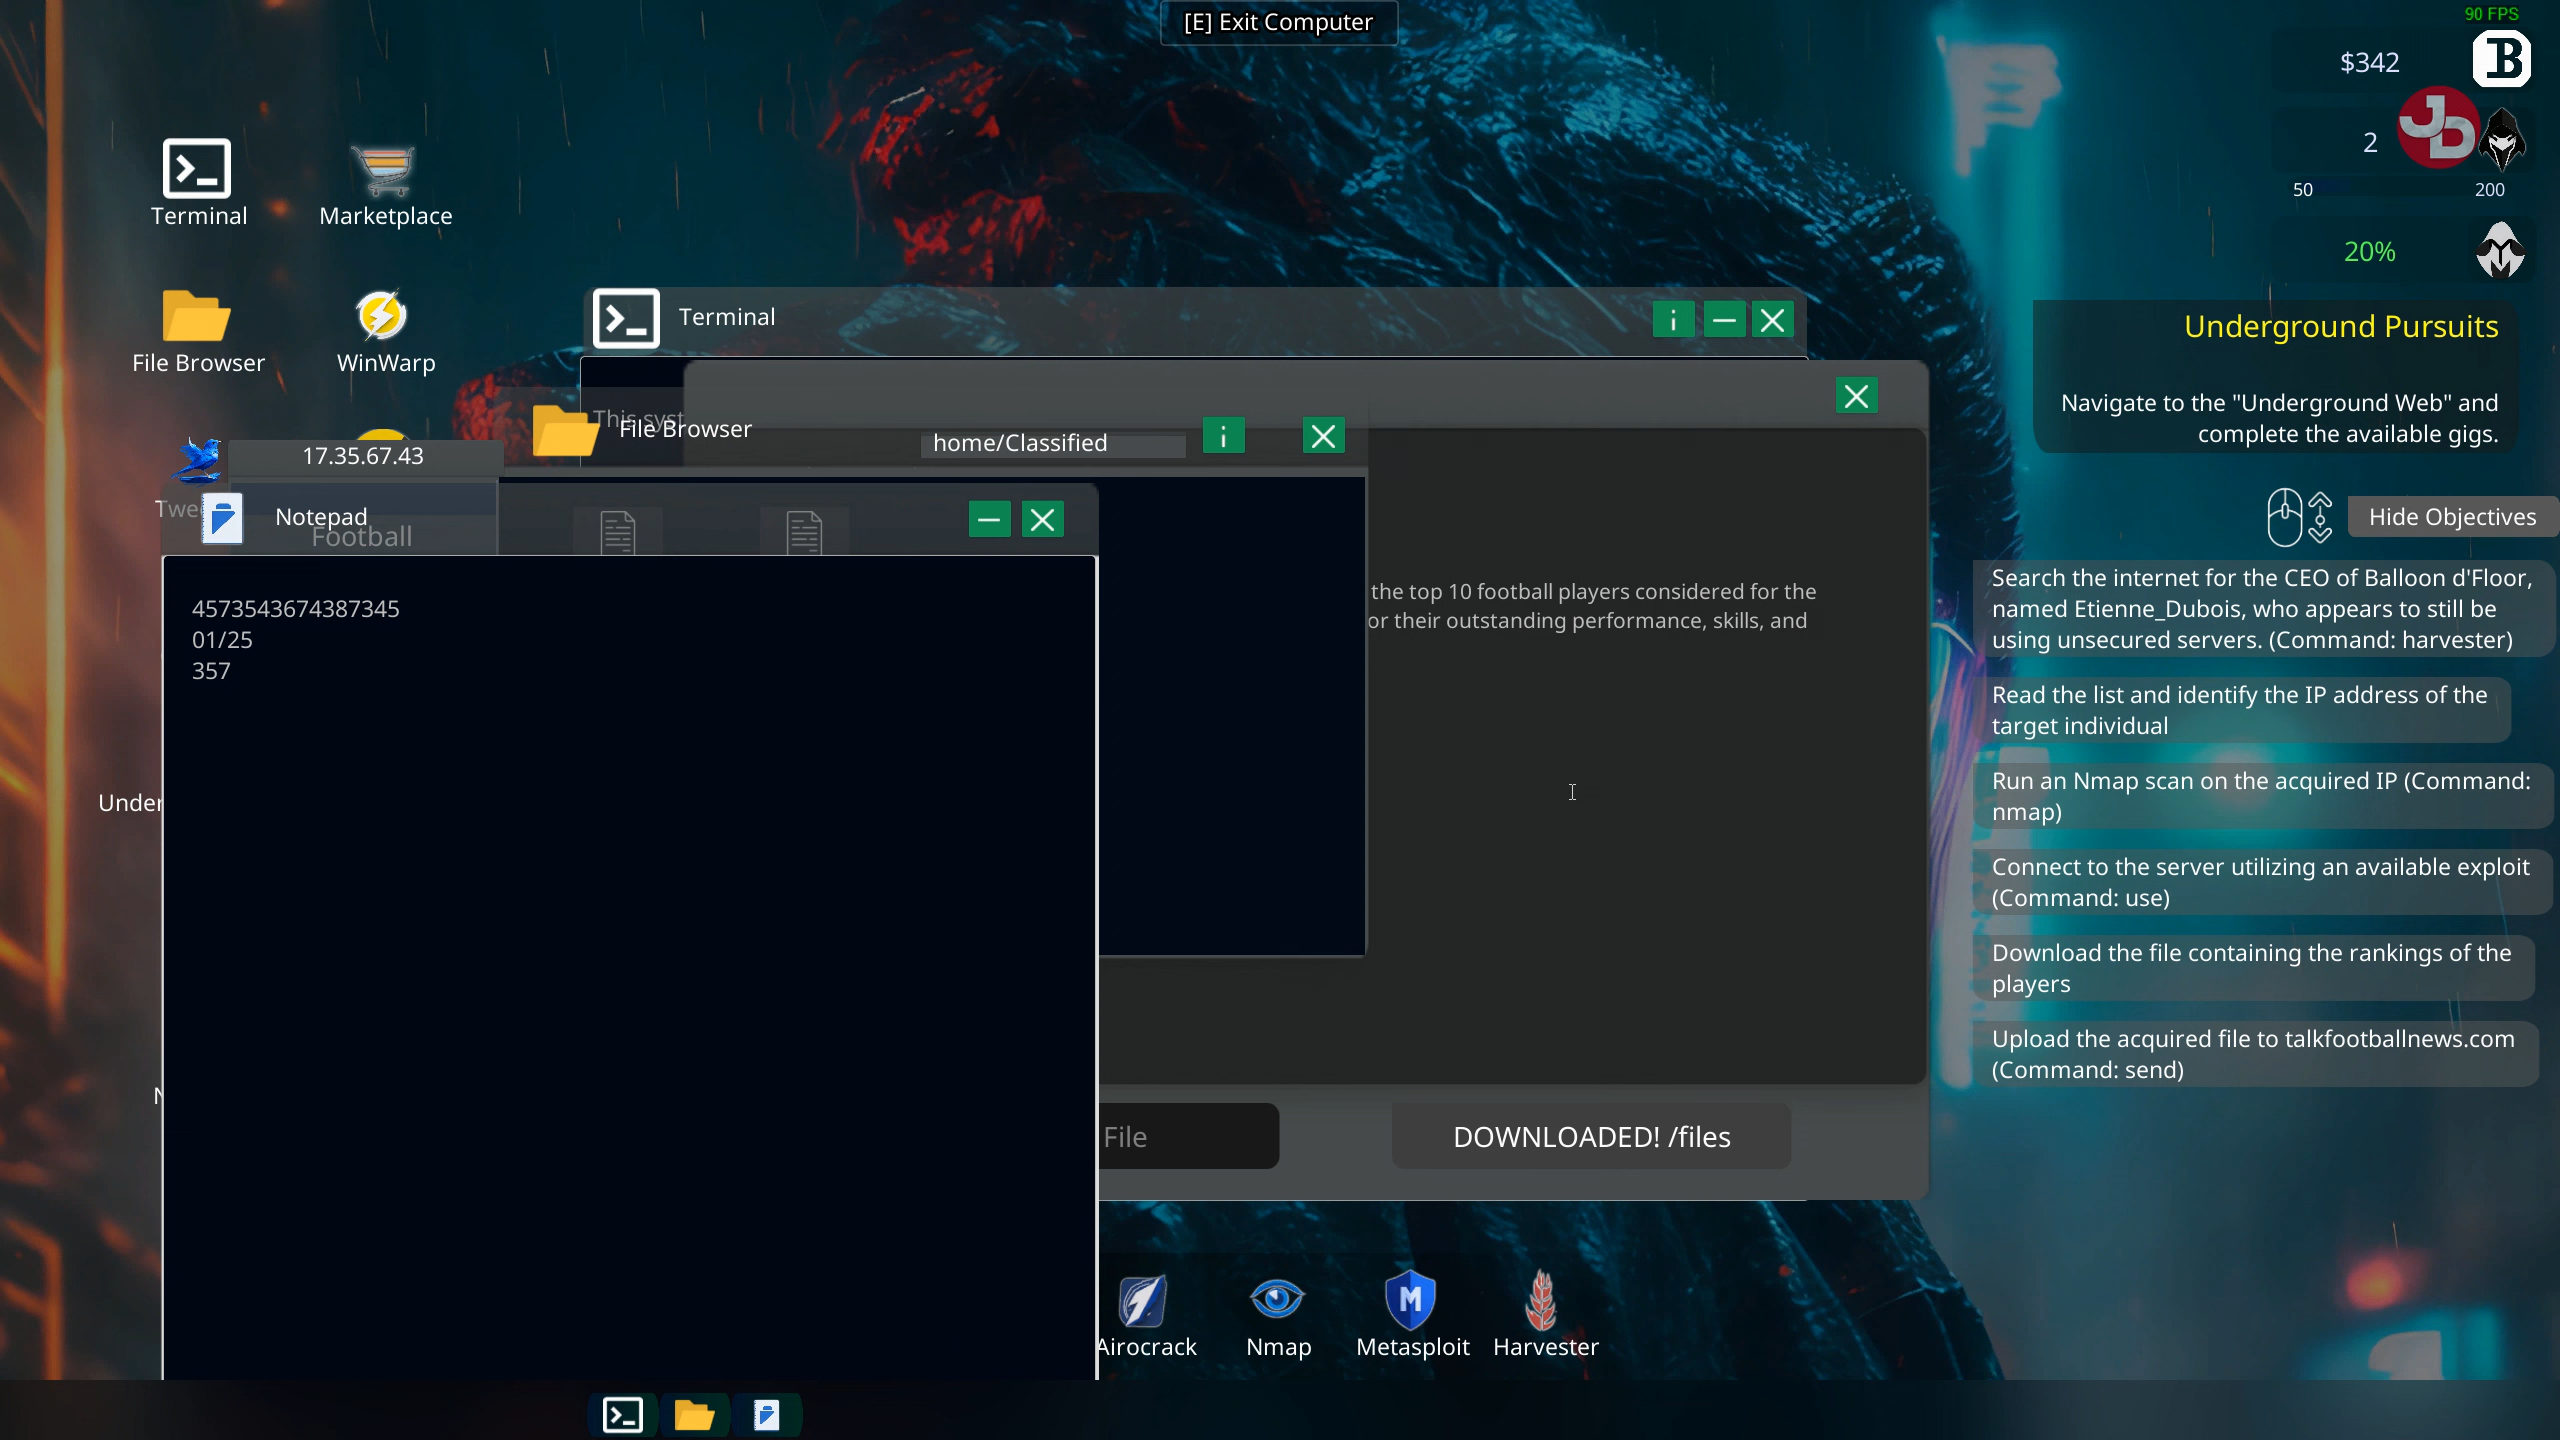 [E] Exit Computer
90 FPS
$342
B
JD
2
50
200
20%
Terminal
Marketplace
File Browser
WinWarp
Underground Pursuits
Navigate to the "Underground Web" and
complete the available gigs.
Hide Objectives
Search the internet for the CEO of Balloon d'Floor,
named Etienne_Dubois, who appears to still be
using unsecured servers. (Command: harvester)
Read the list and identify the IP address of the
target individual
Run an Nmap scan on the acquired IP (Command:
nmap)
Connect to the server utilizing an available exploit
(Command: use)
Download the file containing the rankings of the
players
Upload the acquired file to talkfootballnews.com
(Command: send)
Terminal
i
This syst
File Browser
home/Classified
i
17.35.67.43
Twe
Notepad
Football
4573543674387345
01/25
357
the top 10 football players considered for the
or their outstanding performance, skills, and
Under
N
File
DOWNLOADED! /files
Airocrack
Nmap
M
Metasploit
Harvester